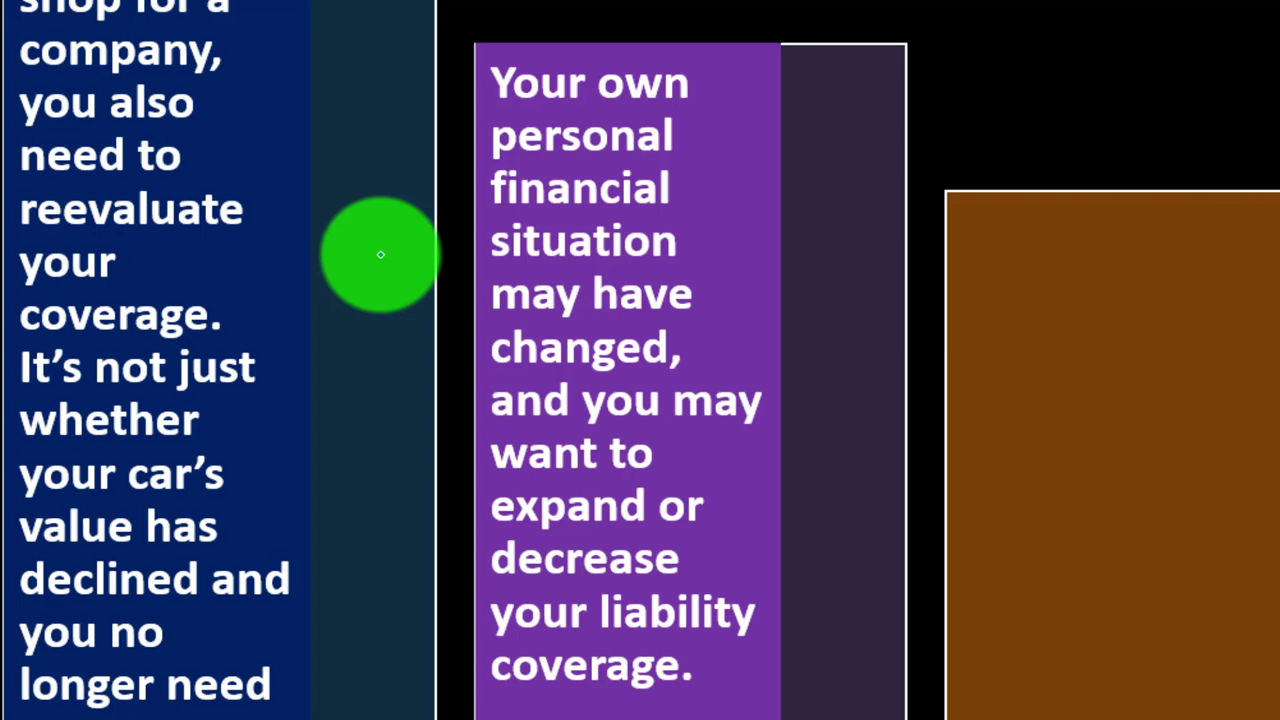 shop for a
company,
you also
need to
reevaluate
your
coverage.
It’s not just
whether
your car’s
value has
declined and
you no
longer need
Your own
personal
financial
situation
may have
changed,
and you may
want to
expand or
decrease
your liability
coverage.